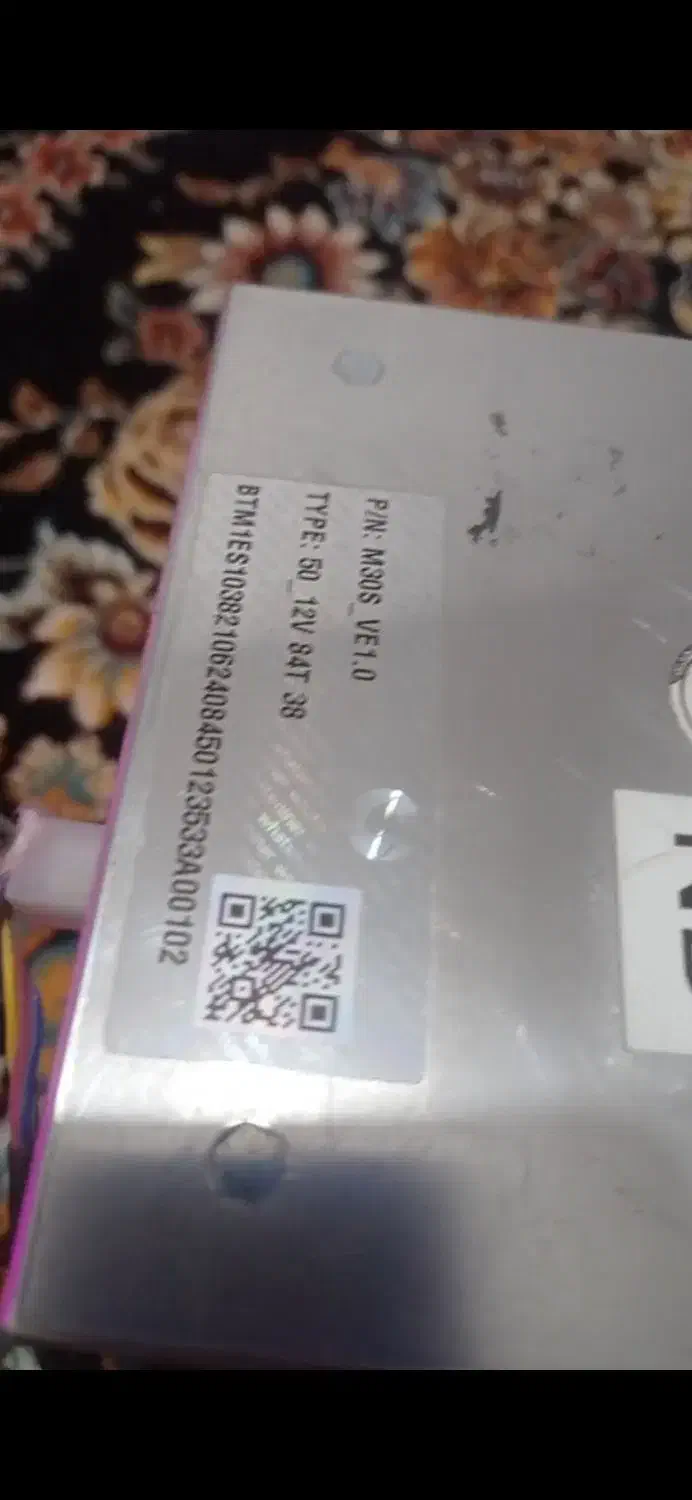 P/N: M30S_VE1.0
TYPE: 50_12V 84T 38
BTM1ES10382106240845012353​3A00102